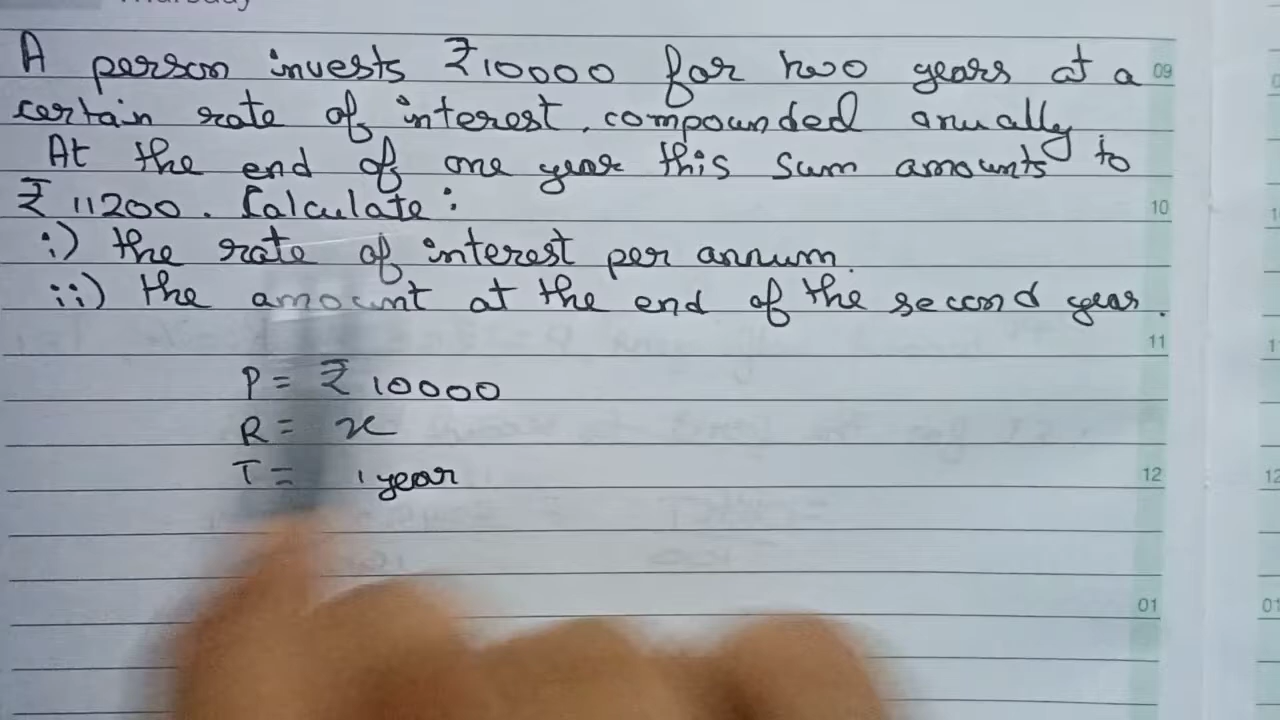 Thursday
A person invests ₹10000 for two years at a
certain rate of interest, compounded anually
At the end of one year this sum amounts to
₹ 11200. Calculate :
i) the rate of interest per annum.
ii) the amount at the end of the second year.
P = ₹ 10000
R = x
T = 1 year
09
10
11
12
01